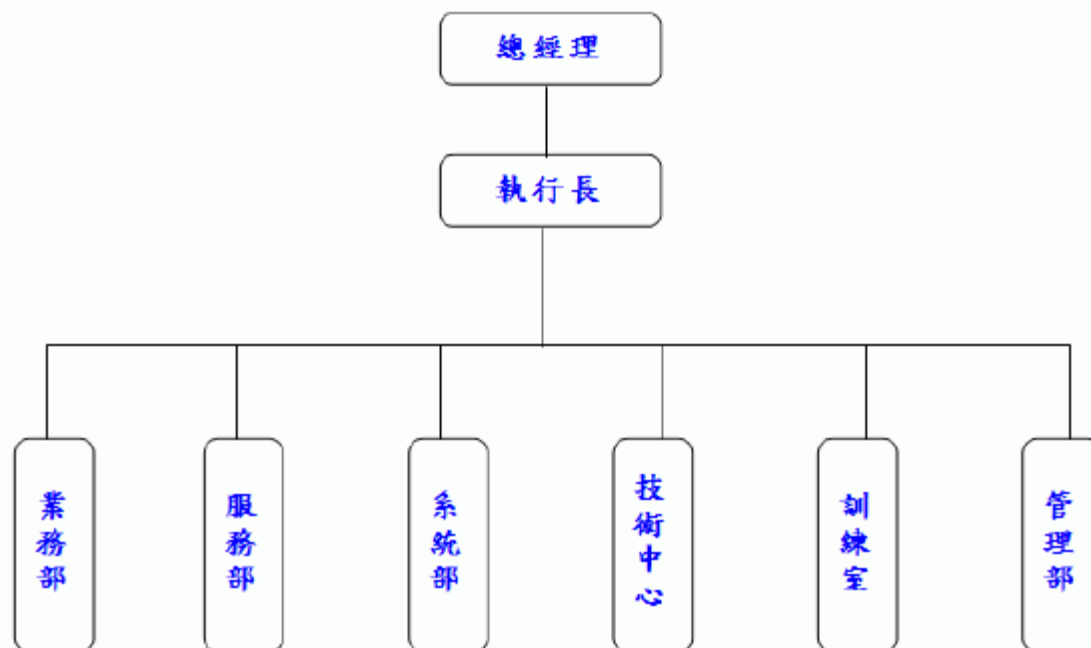 總經理
執行長
業務部
服務部
系統部
技術中心
訓練室
管理部